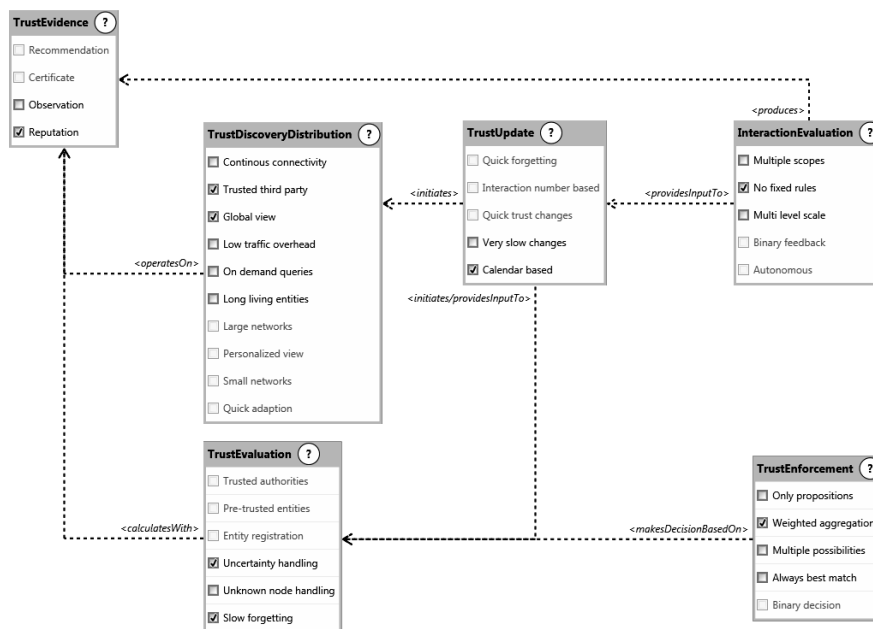 TrustEvidence ?
Recommendation
Certificate
Observation
Reputation
<produces>
TrustDiscoveryDistribution ?
Continous connectivity
Trusted third party
Global view
Low traffic overhead
On demand queries
Long living entities
Large networks
Personalized view
Small networks
Quick adaption
<initiates>
TrustUpdate ?
Quick forgetting
Interaction number based
Quick trust changes
Very slow changes
Calendar based
<providesInputTo>
InteractionEvaluation ?
Multiple scopes
No fixed rules
Multi level scale
Binary feedback
Autonomous
<operatesOn>
<initiates/providesInputTo>
TrustEvaluation ?
Trusted authorities
Pre-trusted entities
Entity registration
Uncertainty handling
Unknown node handling
Slow forgetting
<calculatesWith>
<makesDecisionBasedOn>
TrustEnforcement ?
Only propositions
Weighted aggregation
Multiple possibilities
Always best match
Binary decision